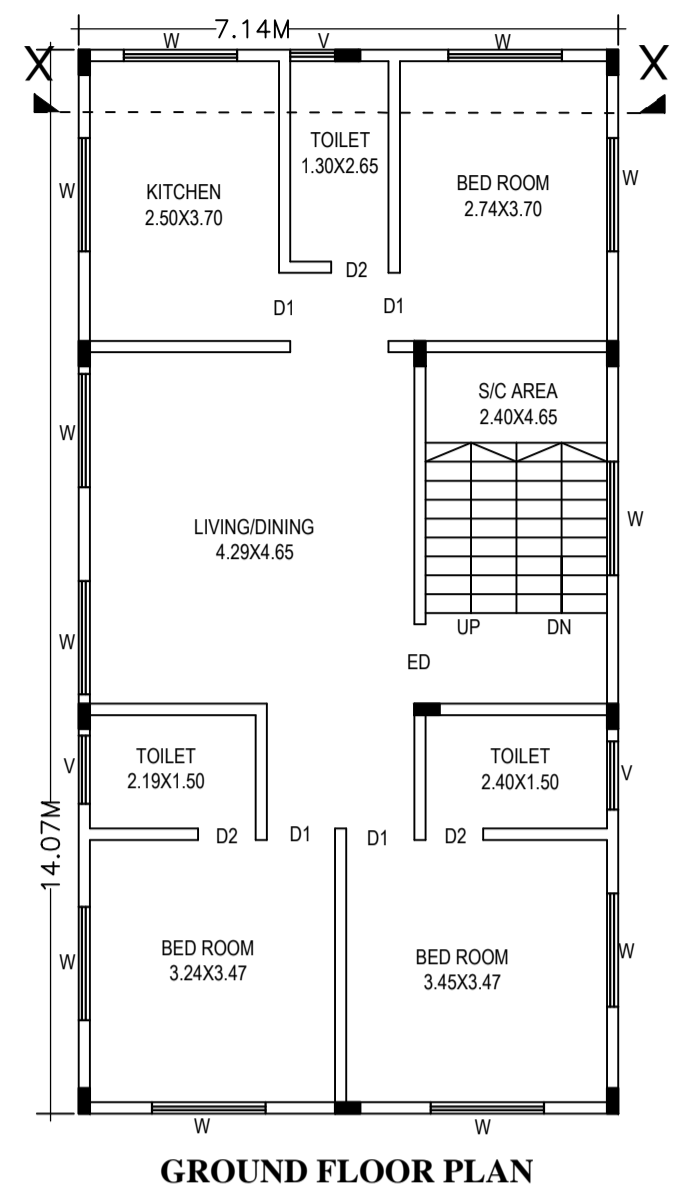 7.14M
W
V
W
X
X
TOILET
1.30X2.65
W
KITCHEN
2.50X3.70
BED ROOM
2.74X3.70
W
D2
D1
D1
S/C AREA
2.40X4.65
W
LIVING/DINING
4.29X4.65
W
UP
DN
W
ED
TOILET
2.19X1.50
TOILET
2.40X1.50
V
V
14.07M
D2
D1
D1
D2
BED ROOM
3.24X3.47
BED ROOM
3.45X3.47
W
W
W
W
GROUND FLOOR PLAN